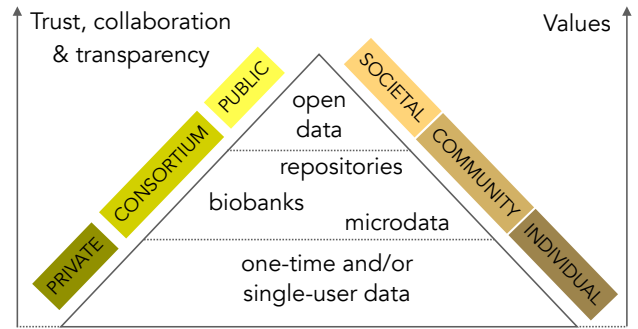 Trust, collaboration
& transparency
Values
PUBLIC
CONSORTIUM
PRIVATE
SOCIETAL
COMMUNITY
INDIVIDUAL
open
data
repositories
biobanks
microdata
one-time and/or
single-user data